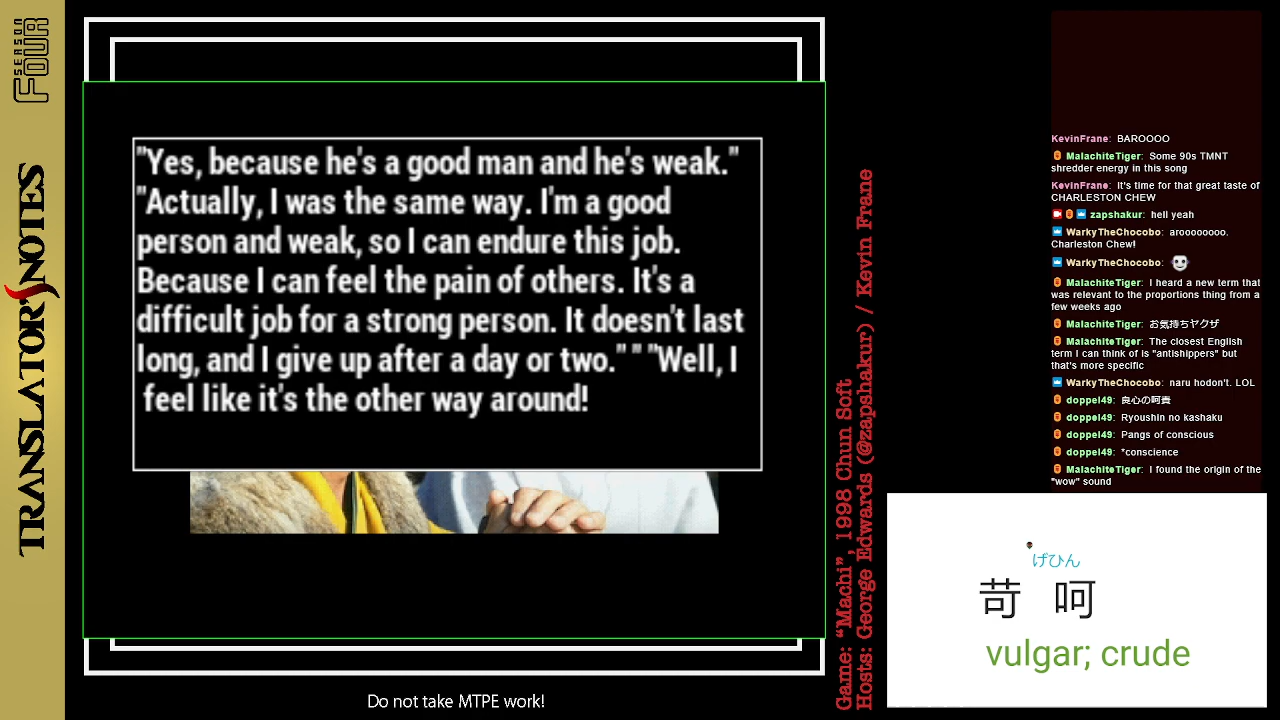 SEASON
FOUR
TRANSLATOR'S NOTES
"Yes, because he's a good man and he's weak."
"Actually, I was the same way. I'm a good
person and weak, so I can endure this job.
Because I can feel the pain of others. It's a
difficult job for a strong person. It doesn't last
long, and I give up after a day or two." " "Well, I
feel like it's the other way around!
Do not take MTPE work!
Game: "Machi", 1998 Chun Soft
Hosts: George Edwards (@zapshakur) / Kevin Frane
KevinFrane: BAROOOO
MalachiteTiger: Some 90s TMNT
shredder energy in this song
KevinFrane: It's time for that great taste of
CHARLESTON CHEW
zapshakur: hell yeah
WarkyTheChocobo: aroooooooo.
Charleston Chew!
WarkyTheChocobo:
MalachiteTiger: I heard a new term that
was relevant to the proportions thing from a
few weeks ago
MalachiteTiger: お気持ちヤクザ
MalachiteTiger: The closest English
term I can think of is "antishippers" but
that's more specific
WarkyTheChocobo: naru hodo. LOL
doppel49: 良心の呵責
doppel49: Ryoushin no kashaku
doppel49: Pangs of conscious
doppel49: *conscience
MalachiteTiger: I found the origin of the
"wow" sound
げひん
苛 呵
vulgar; crude